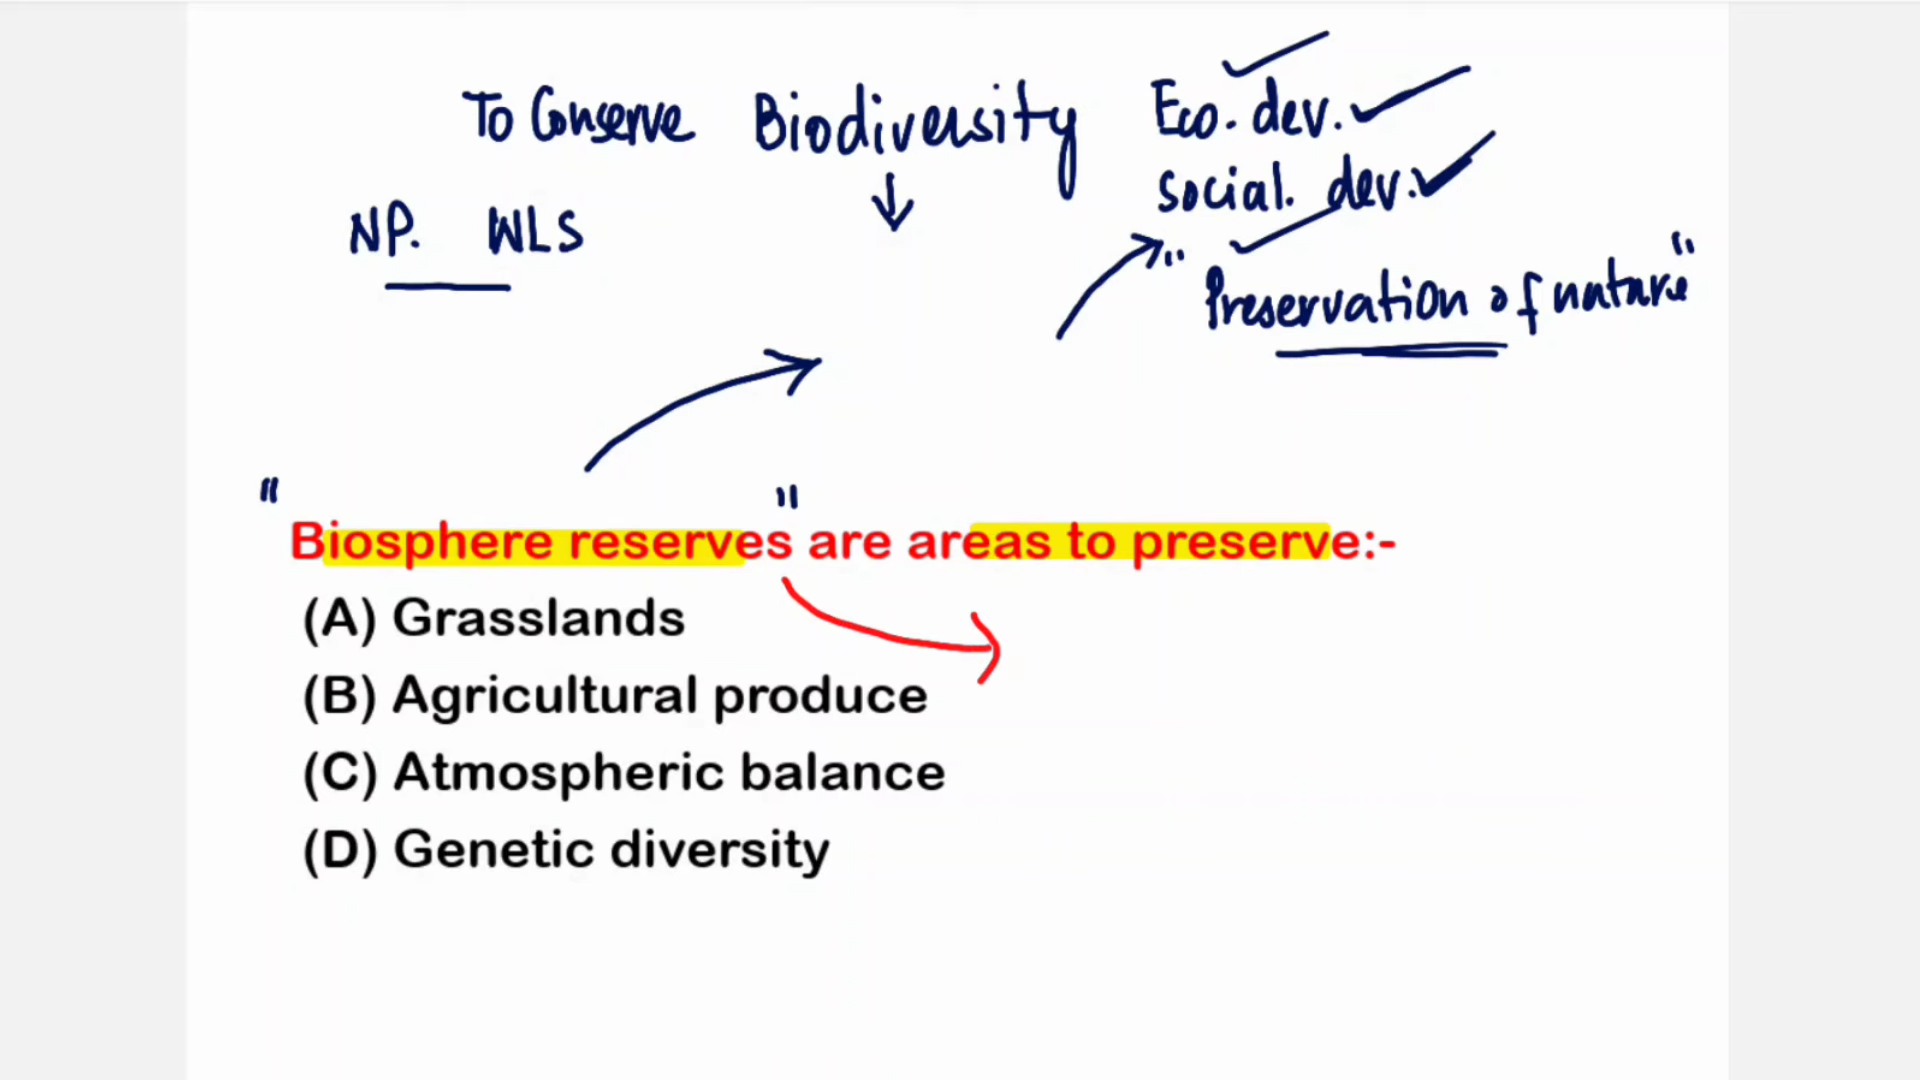 To Conserve Biodiversity Eco. dev.
social. dev.
NP. WLS
"Preservation of nature"
"Biosphere reserves" are areas to preserve:-
(A) Grasslands
(B) Agricultural produce
(C) Atmospheric balance
(D) Genetic diversity